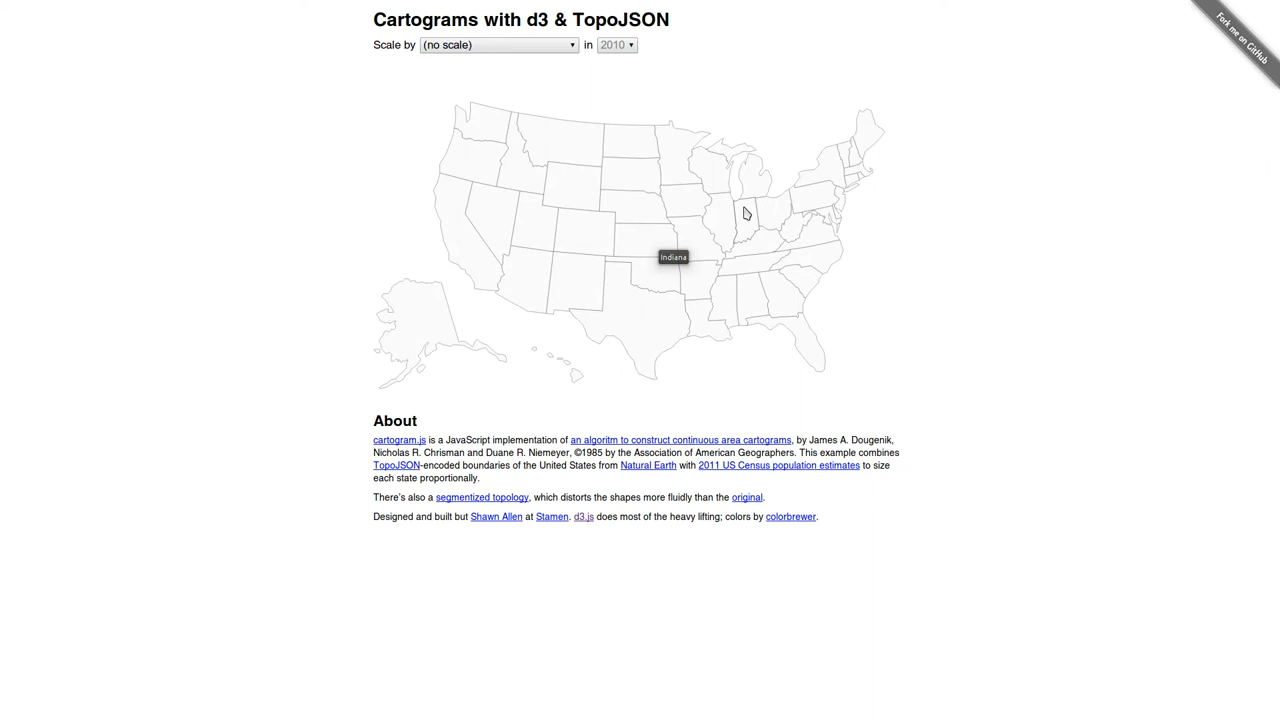 Cartograms with d3 & TopoJSON
Fork me on GitHub
Scale by (no scale) in 2010
Indiana
About
cartogram.js is a JavaScript implementation of an algoritm to construct continuous area cartograms, by James A. Dougenik,
Nicholas R. Chrisman and Duane R. Niemeyer, ©1985 by the Association of American Geographers. This example combines
TopoJSON-encoded boundaries of the United States from Natural Earth with 2011 US Census population estimates to size
each state proportionally.
There's also a segmentized topology, which distorts the shapes more fluidly than the original.
Designed and built but Shawn Allen at Stamen. d3.js does most of the heavy lifting; colors by colorbrewer.